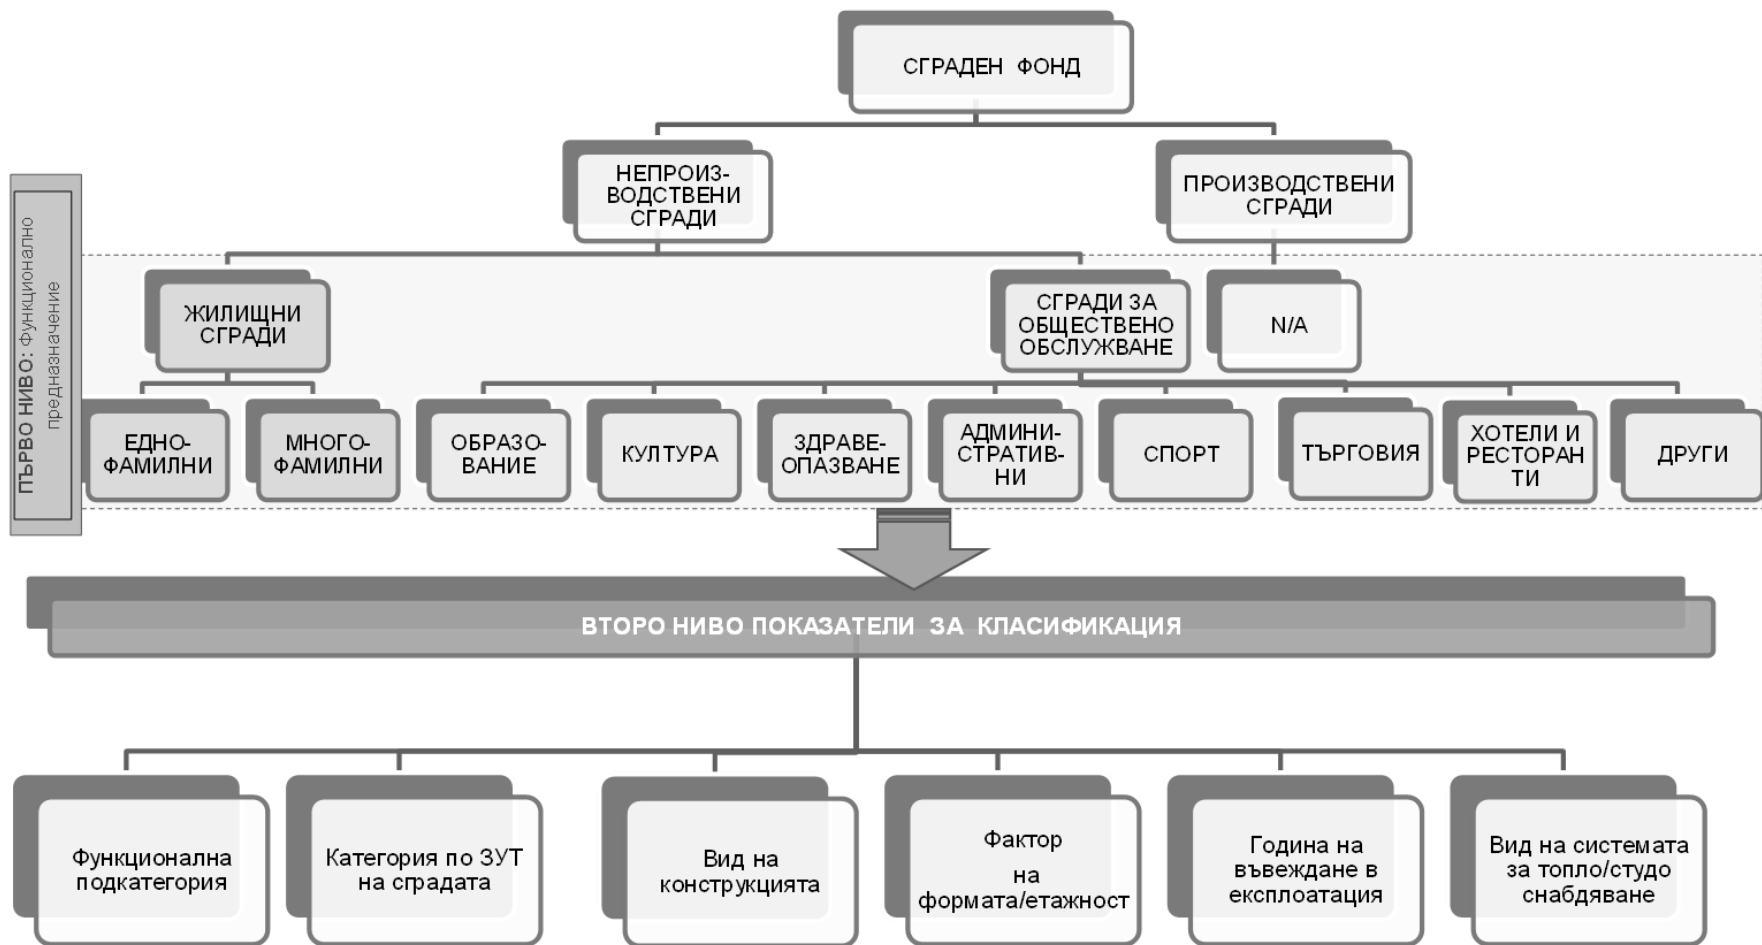 СГРАДЕН ФОНД
НЕПРОИЗ-
ВОДСТВЕНИ
СГРАДИ
ПРОИЗВОДСТВЕНИ
СГРАДИ
ПЪРВО НИВО: Функционално
предназначение
ЖИЛИЩНИ
СГРАДИ
СГРАДИ ЗА
ОБЩЕСТВЕНО
ОБСЛУЖВАНЕ
N/A
ЕДНО-
ФАМИЛНИ
МНОГО-
ФАМИЛНИ
ОБРАЗО-
ВАНИЕ
КУЛТУРА
ЗДРАВЕ-
ОПАЗВАНЕ
АДМИНИ-
СТРАТИВ-
НИ
СПОРТ
ТЪРГОВИЯ
ХОТЕЛИ И
РЕСТОРАН
ТИ
ДРУГИ
ВТОРО НИВО ПОКАЗАТЕЛИ ЗА КЛАСИФИКАЦИЯ
Функционална
подкатегория
Категория по ЗУТ
на сградата
Вид на
конструкцията
Фактор
на
формата/етажност
Година на
въвеждане в
експлоатация
Вид на системата
за топло/студо
снабдяване